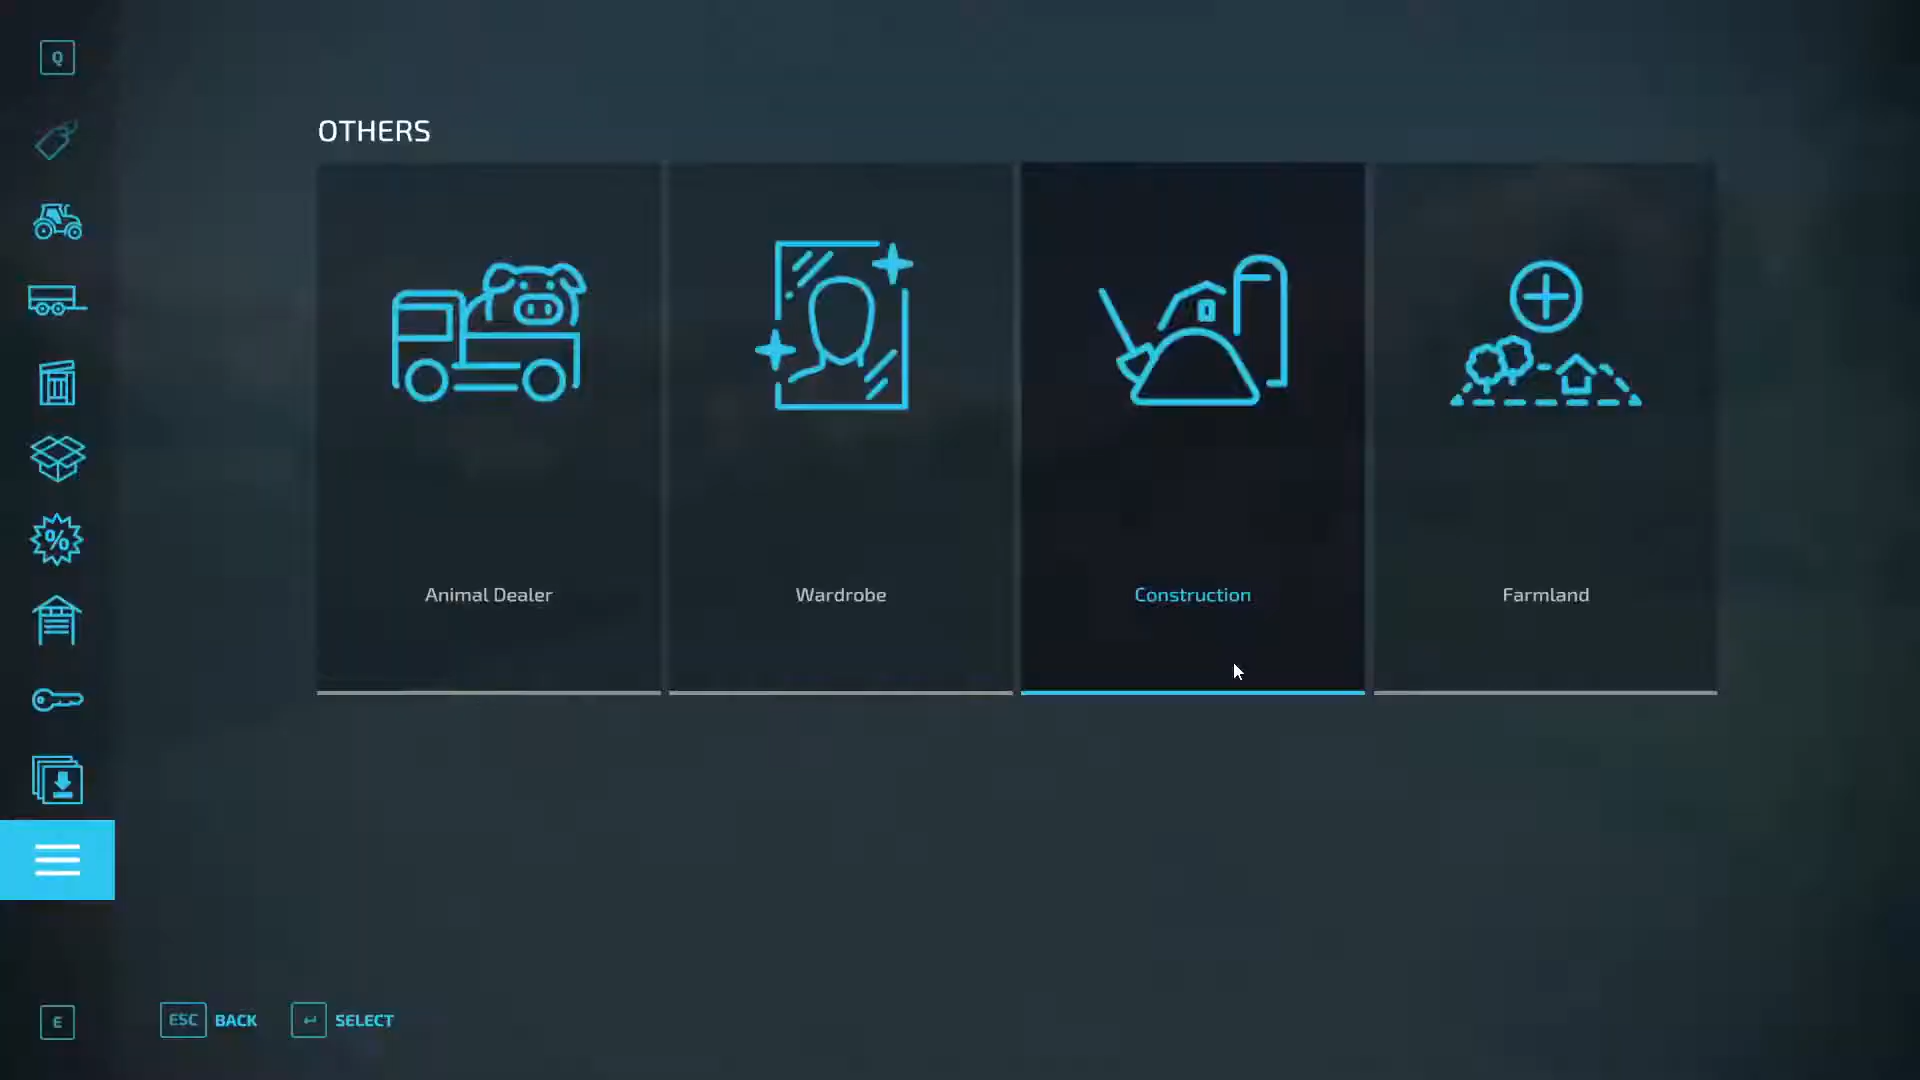 Q
OTHERS
%
Animal Dealer
Wardrobe
Construction
Farmland
E
ESC BACK
SELECT